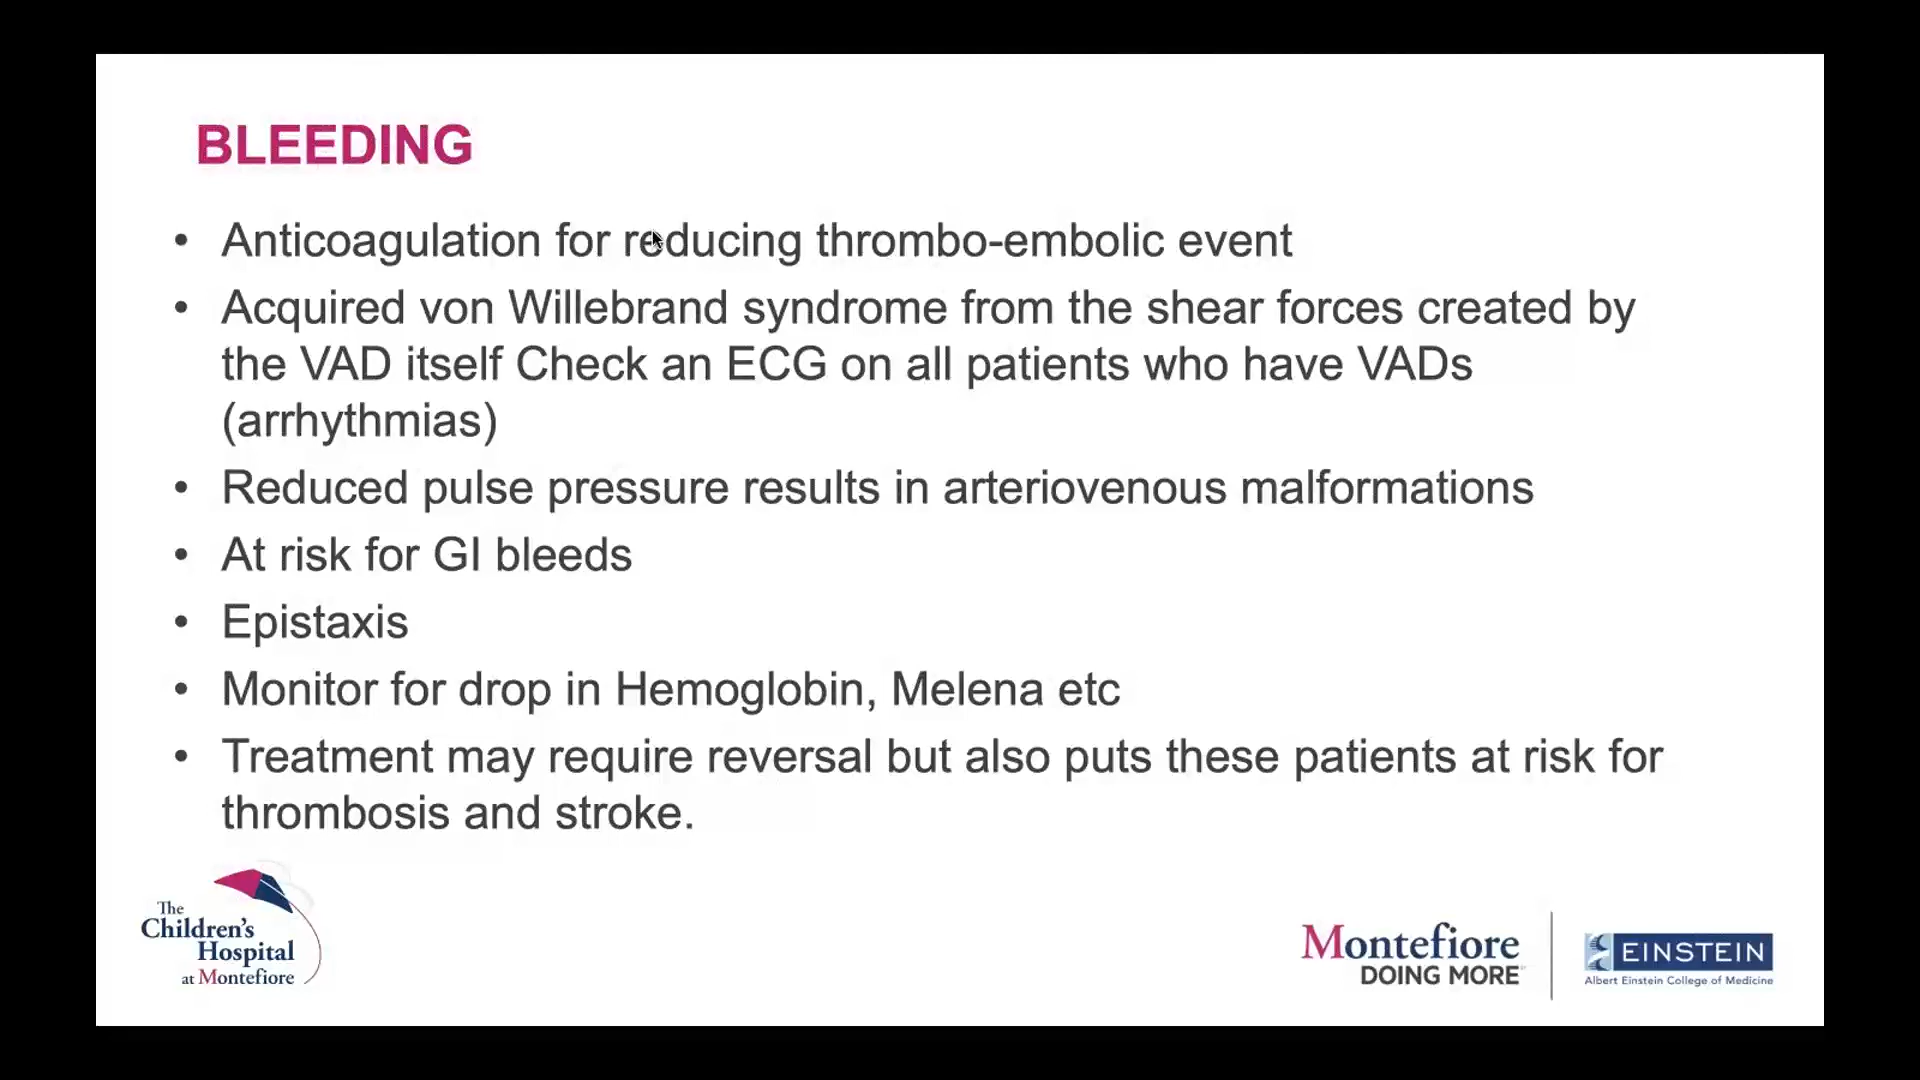 BLEEDING
• Anticoagulation for reducing thrombo-embolic event
• Acquired von Willebrand syndrome from the shear forces created by
the VAD itself Check an ECG on all patients who have VADs
(arrhythmias)
• Reduced pulse pressure results in arteriovenous malformations
• At risk for GI bleeds
• Epistaxis
• Monitor for drop in Hemoglobin, Melena etc
• Treatment may require reversal but also puts these patients at risk for
thrombosis and stroke.
The
Children's
Hospital
at Montefiore
Montefiore
DOING MORE
EINSTEIN
Albert Einstein College of Medicine